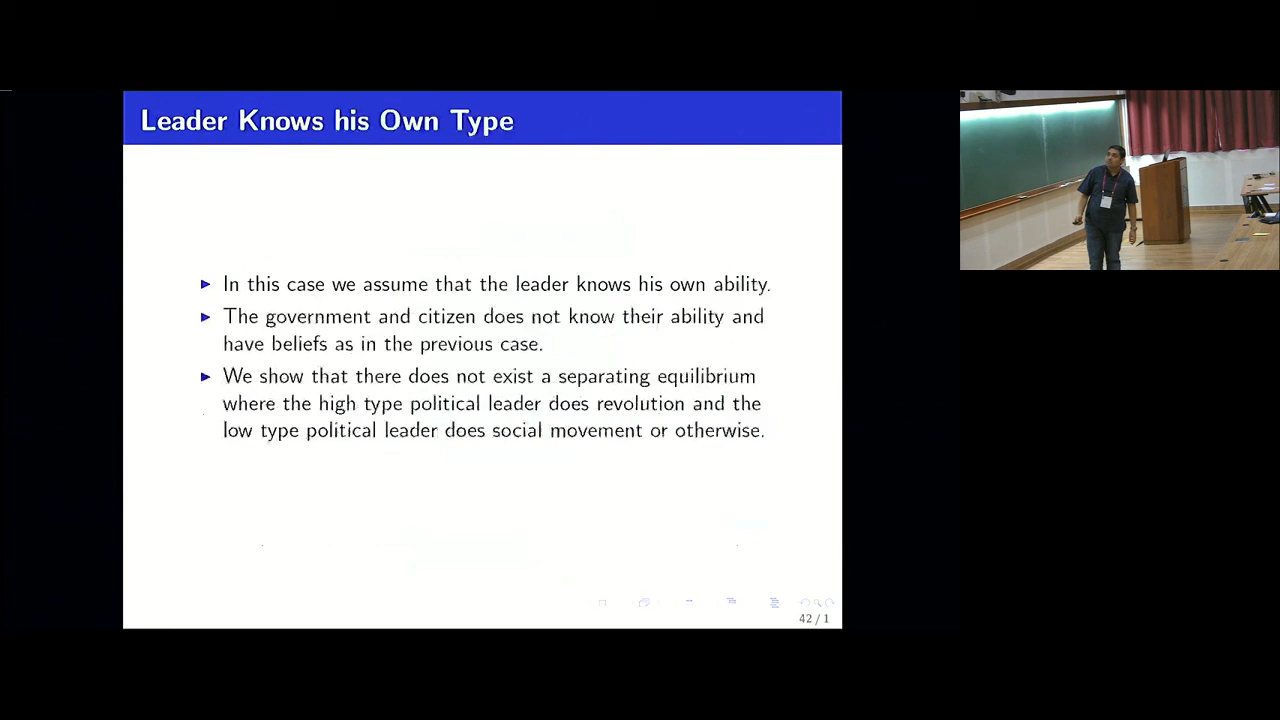 Leader Knows his Own Type
In this case we assume that the leader knows his own ability.
The government and citizen does not know their ability and
have beliefs as in the previous case.
We show that there does not exist a separating equilibrium
where the high type political leader does revolution and the
low type political leader does social movement or otherwise.
42 / 1